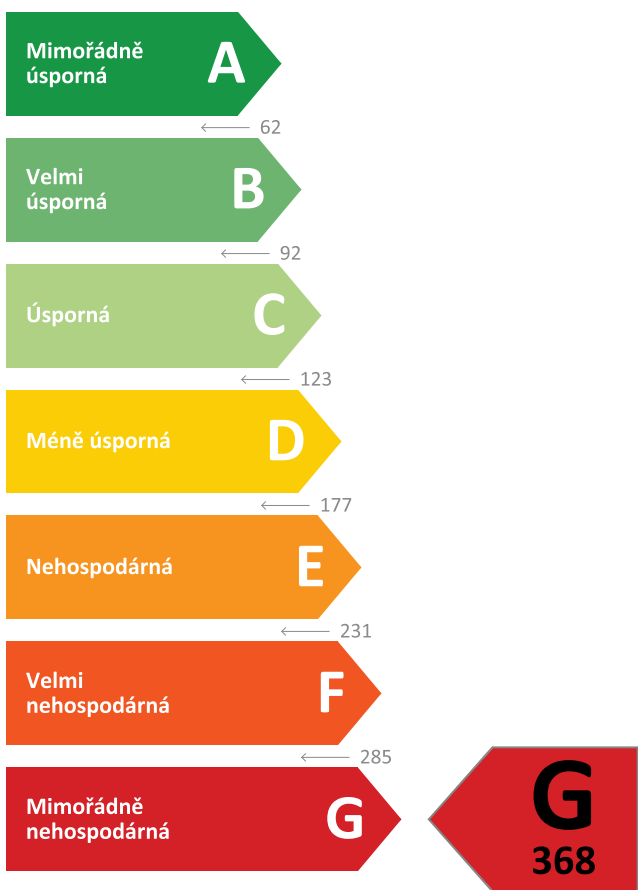 Mimořádně
úsporná
A
62
Velmi
úsporná
B
92
Úsporná
C
123
Méně úsporná
D
177
Nehospodárná
E
231
Velmi
nehospodárná
F
285
Mimořádně
nehospodárná
G
G
368